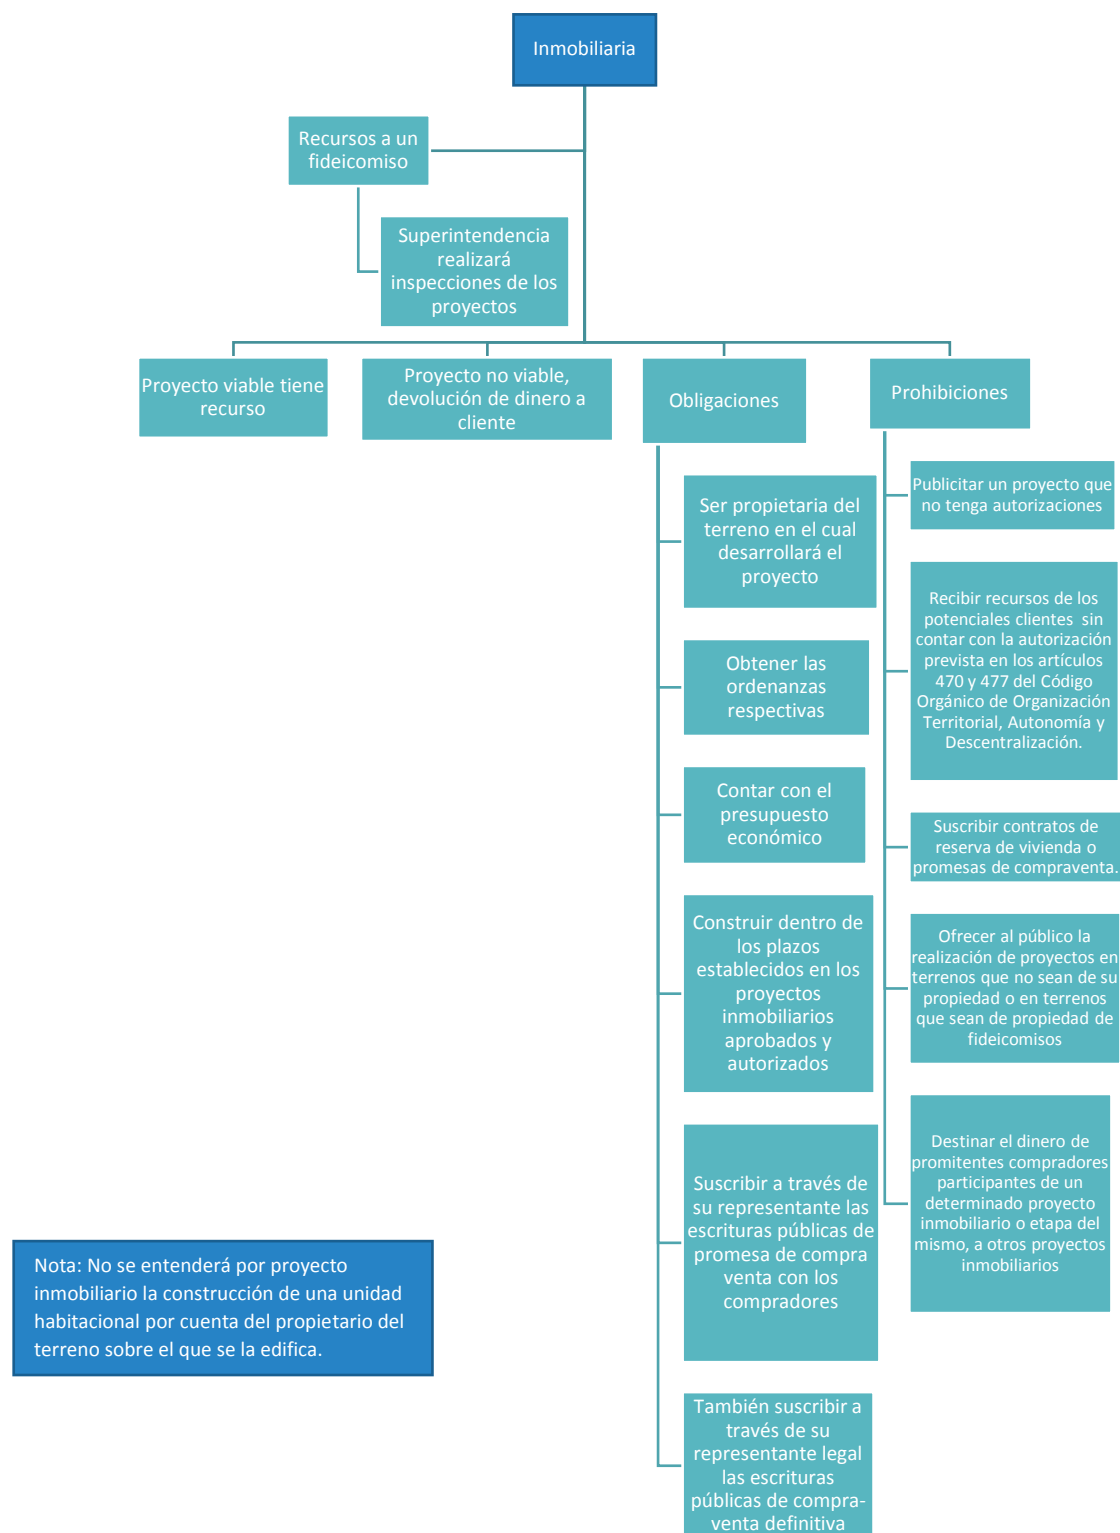 Inmobiliaria
Recursos a un
fideicomiso
Superintendencia
realizará
inspecciones de los
proyectos
Proyecto viable tiene
recurso
Proyecto no viable,
devolución de dinero a
cliente
Obligaciones
Prohibiciones
Ser propietaria del
terreno en el cual
desarrollará el
proyecto
Obtener las
ordenanzas
respectivas
Contar con el
presupuesto
económico
Construir dentro de
los plazos
establecidos en los
proyectos
inmobiliarios
aprobados y
autorizados
Suscribir a través de
su representante las
escrituras públicas de
promesa de compra
venta con los
compradores
También suscribir a
través de su
representante legal
las escrituras
públicas de compra-
venta definitiva
Publicitar un proyecto que
no tenga autorizaciones
Recibir recursos de los
potenciales clientes sin
contar con la autorización
prevista en los artículos
470 y 477 del Código
Orgánico de Organización
Territorial, Autonomía y
Descentralización.
Suscribir contratos de
reserva de vivienda o
promesas de compraventa.
Ofrecer al público la
realización de proyectos en
terrenos que no sean de su
propiedad o en terrenos
que sean de propiedad de
fideicomisos
Destinar el dinero de
promitentes compradores
participantes de un
determinado proyecto
inmobiliario o etapa del
mismo, a otros proyectos
inmobiliarios
Nota: No se entenderá por proyecto
inmobiliario la construcción de una unidad
habitacional por cuenta del propietario del
terreno sobre el que se la edifica.